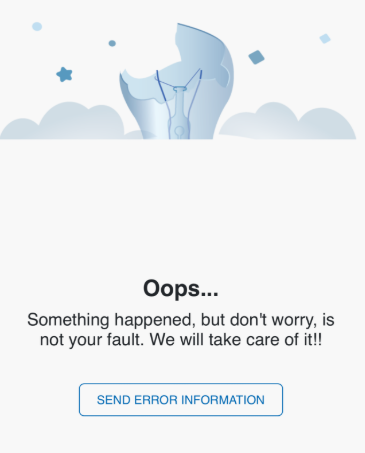 Oops...
Something happened, but don't worry, is
not your fault. We will take care of it!!
SEND ERROR INFORMATION